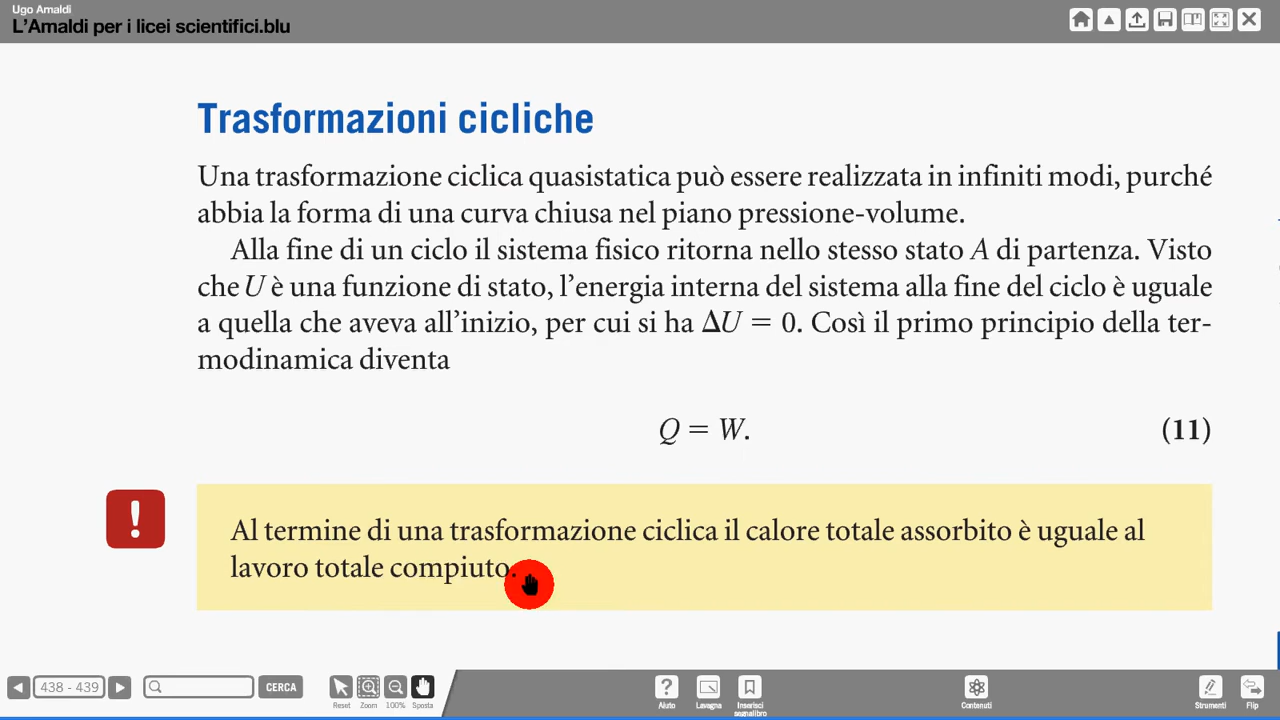 Ugo Amaldi
L'Amaldi per i licei scientifici.blu
Trasformazioni cicliche
Una trasformazione ciclica quasistatica può essere realizzata in infiniti modi, purché
abbia la forma di una curva chiusa nel piano pressione-volume.
Alla fine di un ciclo il sistema fisico ritorna nello stesso stato A di partenza. Visto
che U è una funzione di stato, l'energia interna del sistema alla fine del ciclo è uguale
a quella che aveva all'inizio, per cui si ha ΔU = 0. Così il primo principio della ter-
modinamica diventa
Q = W. (11)
!
Al termine di una trasformazione ciclica il calore totale assorbito è uguale al
lavoro totale compiuto.
438 - 439 CERCA
Reset Zoom 100% Sposta ? Aiuto Lavagna Inserisci segnalibro Contenuti Strumenti Flip